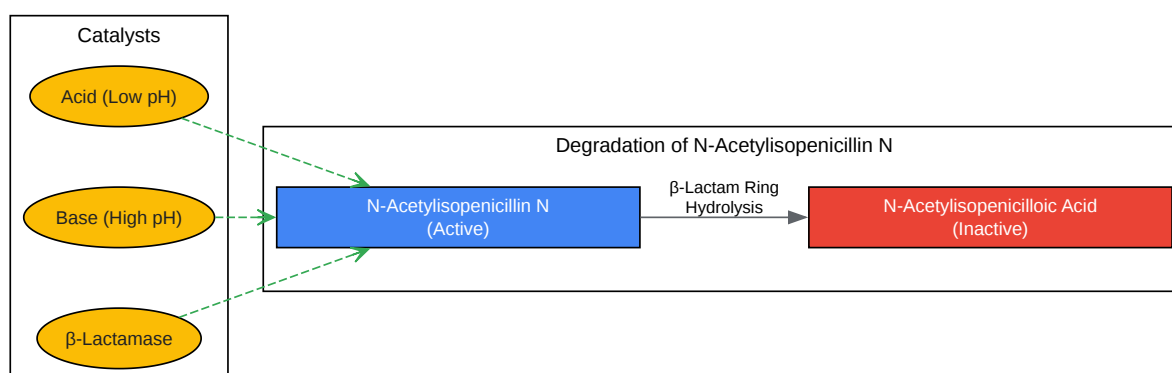 Catalysts
Acid (Low pH)
Base (High pH)
β-Lactamase
Degradation of N-Acetylisopenicillin N
N-Acetylisopenicillin N
(Active)
β-Lactam Ring
Hydrolysis
N-Acetylisopenicilloic Acid
(Inactive)